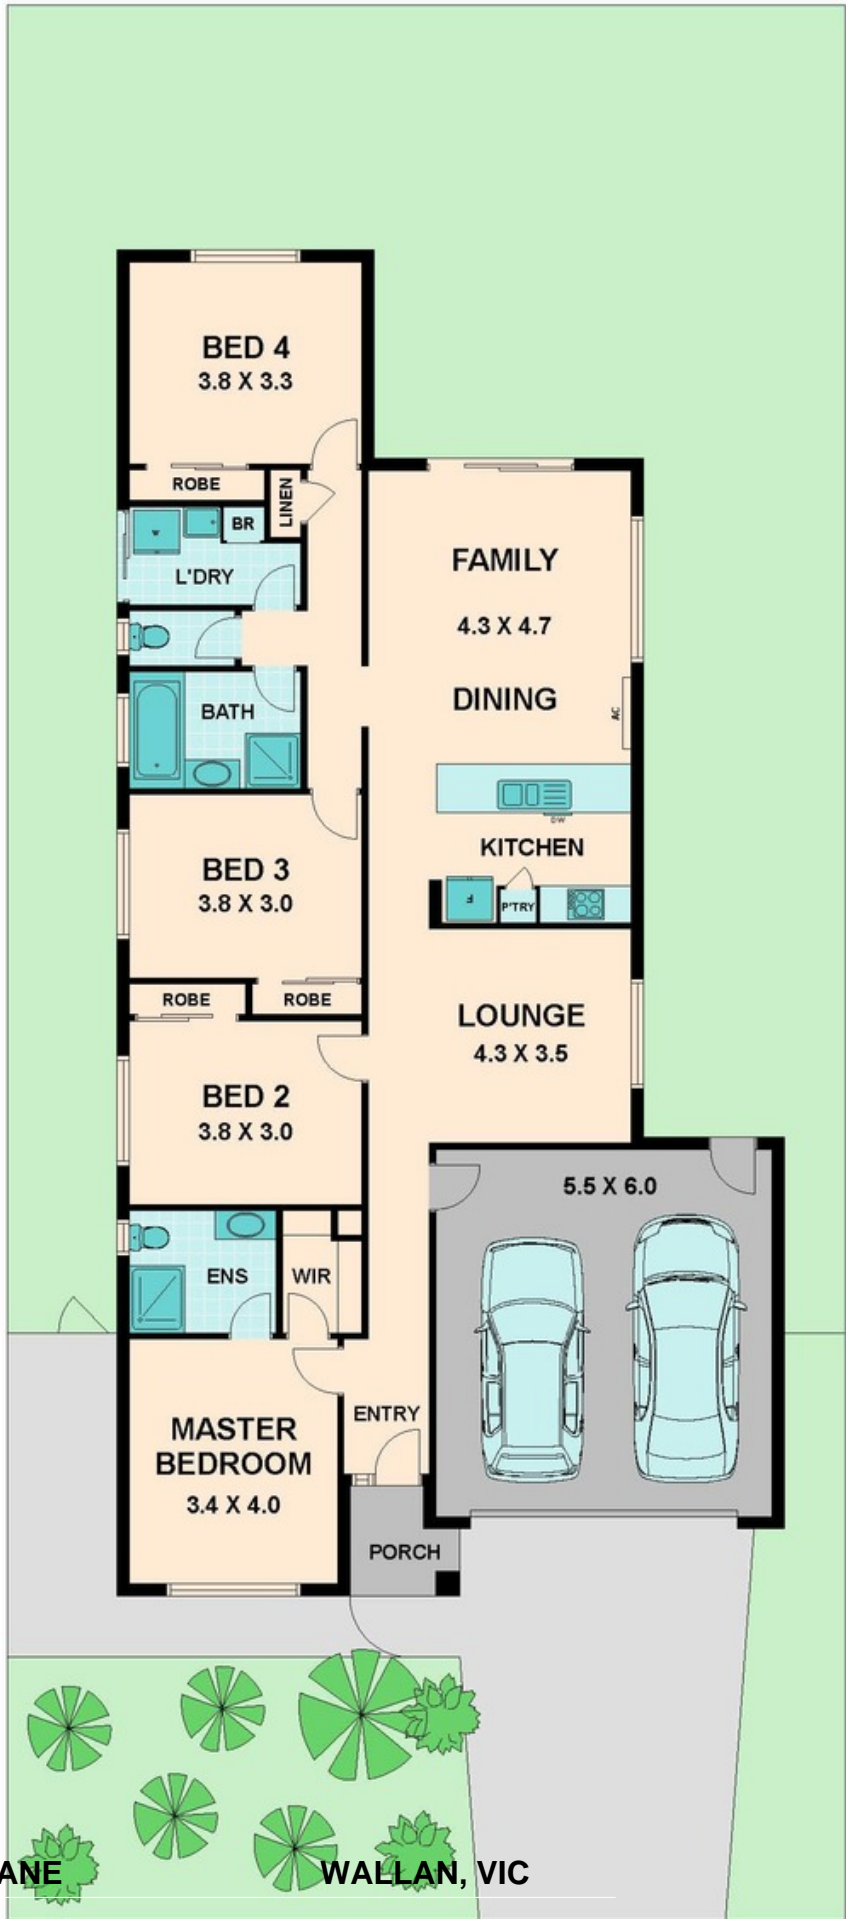 BED 4
3.8 X 3.3
ROBE
LINEN
BR
L'DRY
FAMILY
4.3 X 4.7
DINING
BATH
AC
DW
KITCHEN
BED 3
3.8 X 3.0
F
P'TRY
ROBE
ROBE
LOUNGE
4.3 X 3.5
BED 2
3.8 X 3.0
5.5 X 6.0
ENS
WIR
ENTRY
MASTER
BEDROOM
3.4 X 4.0
PORCH
ANE WALLAN, VIC